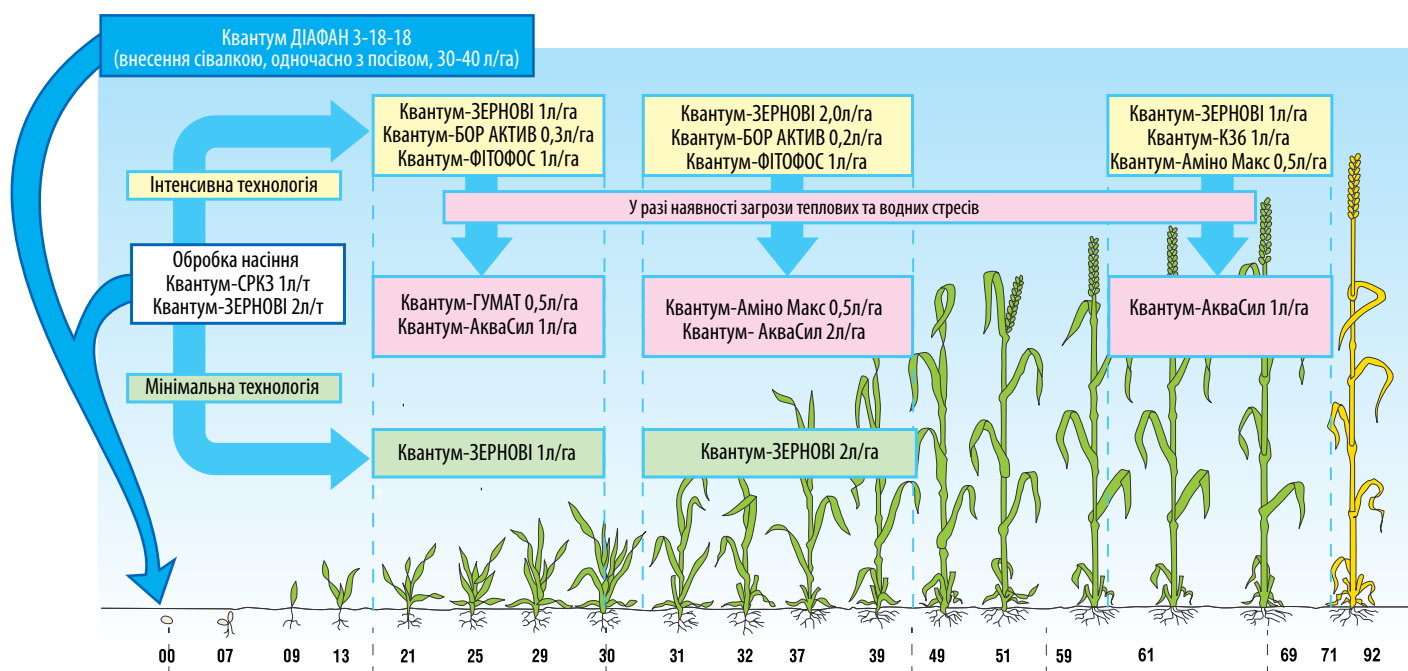 Квантум ДІАФАН 3-18-18
(внесення сівалкою, одночасно з посівом, 30-40 л/га)
Квантум-ЗЕРНОВІ 1л/га
Квантум-БОР АКТИВ 0,3л/га
Квантум-ФІТОФОС 1л/га
Квантум-ЗЕРНОВІ 2,0л/га
Квантум-БОР АКТИВ 0,2л/га
Квантум-ФІТОФОС 1л/га
Квантум-ЗЕРНОВІ 1л/га
Квантум-К36 1л/га
Квантум-Аміно Макс 0,5л/га
Інтенсивна технологія
У разі наявності загрози теплових та водних стресів
Обробка насіння
Квантум-СРКЗ 1л/т
Квантум-ЗЕРНОВІ 2л/т
Квантум-ГУМАТ 0,5л/га
Квантум-АкваСил 1л/га
Квантум-Аміно Макс 0,5л/га
Квантум- АкваСил 2л/га
Квантум-АкваСил 1л/га
Мінімальна технологія
Квантум-ЗЕРНОВІ 1л/га
Квантум-ЗЕРНОВІ 2л/га
00 07 09 13 21 25 29 30 31 32 37 39 49 51 59 61 69 71 92